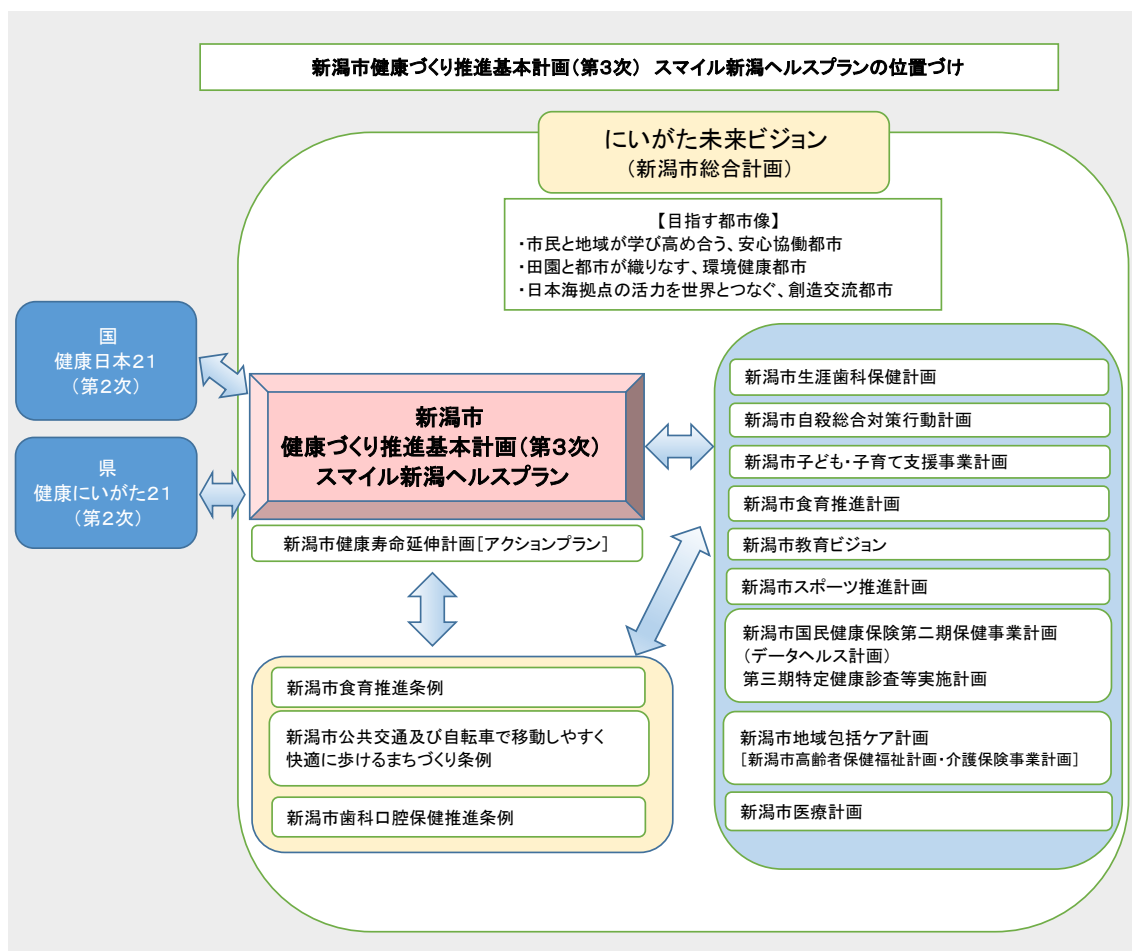 新潟市健康づくり推進基本計画（第３次）　スマイル新潟ヘルスプランの位置づけ
にいがた未来ビジョン
（新潟市総合計画）
【目指す都市像】
・市民と地域が学び高め合う、安心協働都市
・田園と都市が織りなす、環境健康都市
・日本海拠点の活力を世界とつなぐ、創造交流都市
国
健康日本２１
（第２次）
県
健康にいがた２１
（第２次）
新潟市
健康づくり推進基本計画（第３次）
スマイル新潟ヘルスプラン
新潟市健康寿命延伸計画［アクションプラン］
新潟市食育推進条例
新潟市公共交通及び自転車で移動しやすく
快適に歩けるまちづくり条例
新潟市歯科口腔保健推進条例
新潟市生涯歯科保健計画
新潟市自殺総合対策行動計画
新潟市子ども・子育て支援事業計画
新潟市食育推進計画
新潟市教育ビジョン
新潟市スポーツ推進計画
新潟市国民健康保険第二期保健事業計画
（データヘルス計画）
第三期特定健康診査等実施計画
新潟市地域包括ケア計画
［新潟市高齢者保健福祉計画・介護保険事業計画］
新潟市医療計画